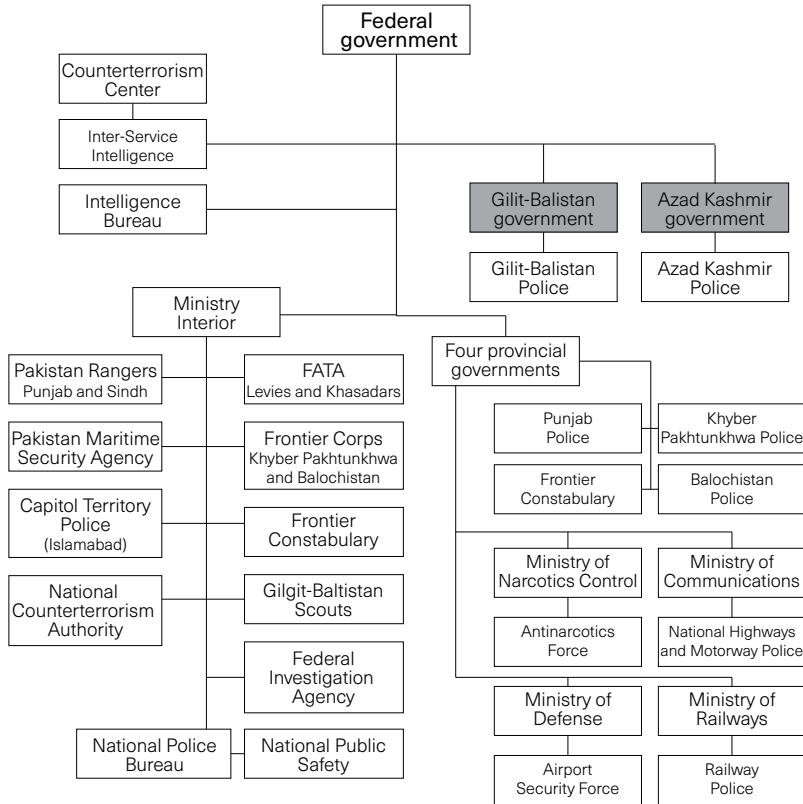 Federal
government
Counterterrorism
Center
Inter-Service
Intelligence
Intelligence
Bureau
Gilit-Balistan
government
Azad Kashmir
government
Gilit-Balistan
Police
Azad Kashmir
Police
Ministry
Interior
Four provincial
governments
Pakistan Rangers
Punjab and Sindh
FATA
Levies and Khasadars
Pakistan Maritime
Security Agency
Frontier Corps
Khyber Pakhtunkhwa
and Balochistan
Capitol Territory
Police
(Islamabad)
Frontier
Constabulary
National
Counterterrorism
Authority
Gilgit-Baltistan
Scouts
Federal
Investigation
Agency
National Police
Bureau
National Public
Safety
Punjab
Police
Khyber
Pakhtunkhwa Police
Frontier
Constabulary
Balochistan
Police
Ministry of
Narcotics Control
Ministry of
Communications
Antinarcotics
Force
National Highways
and Motorway Police
Ministry of
Defense
Ministry of
Railways
Airport
Security Force
Railway
Police